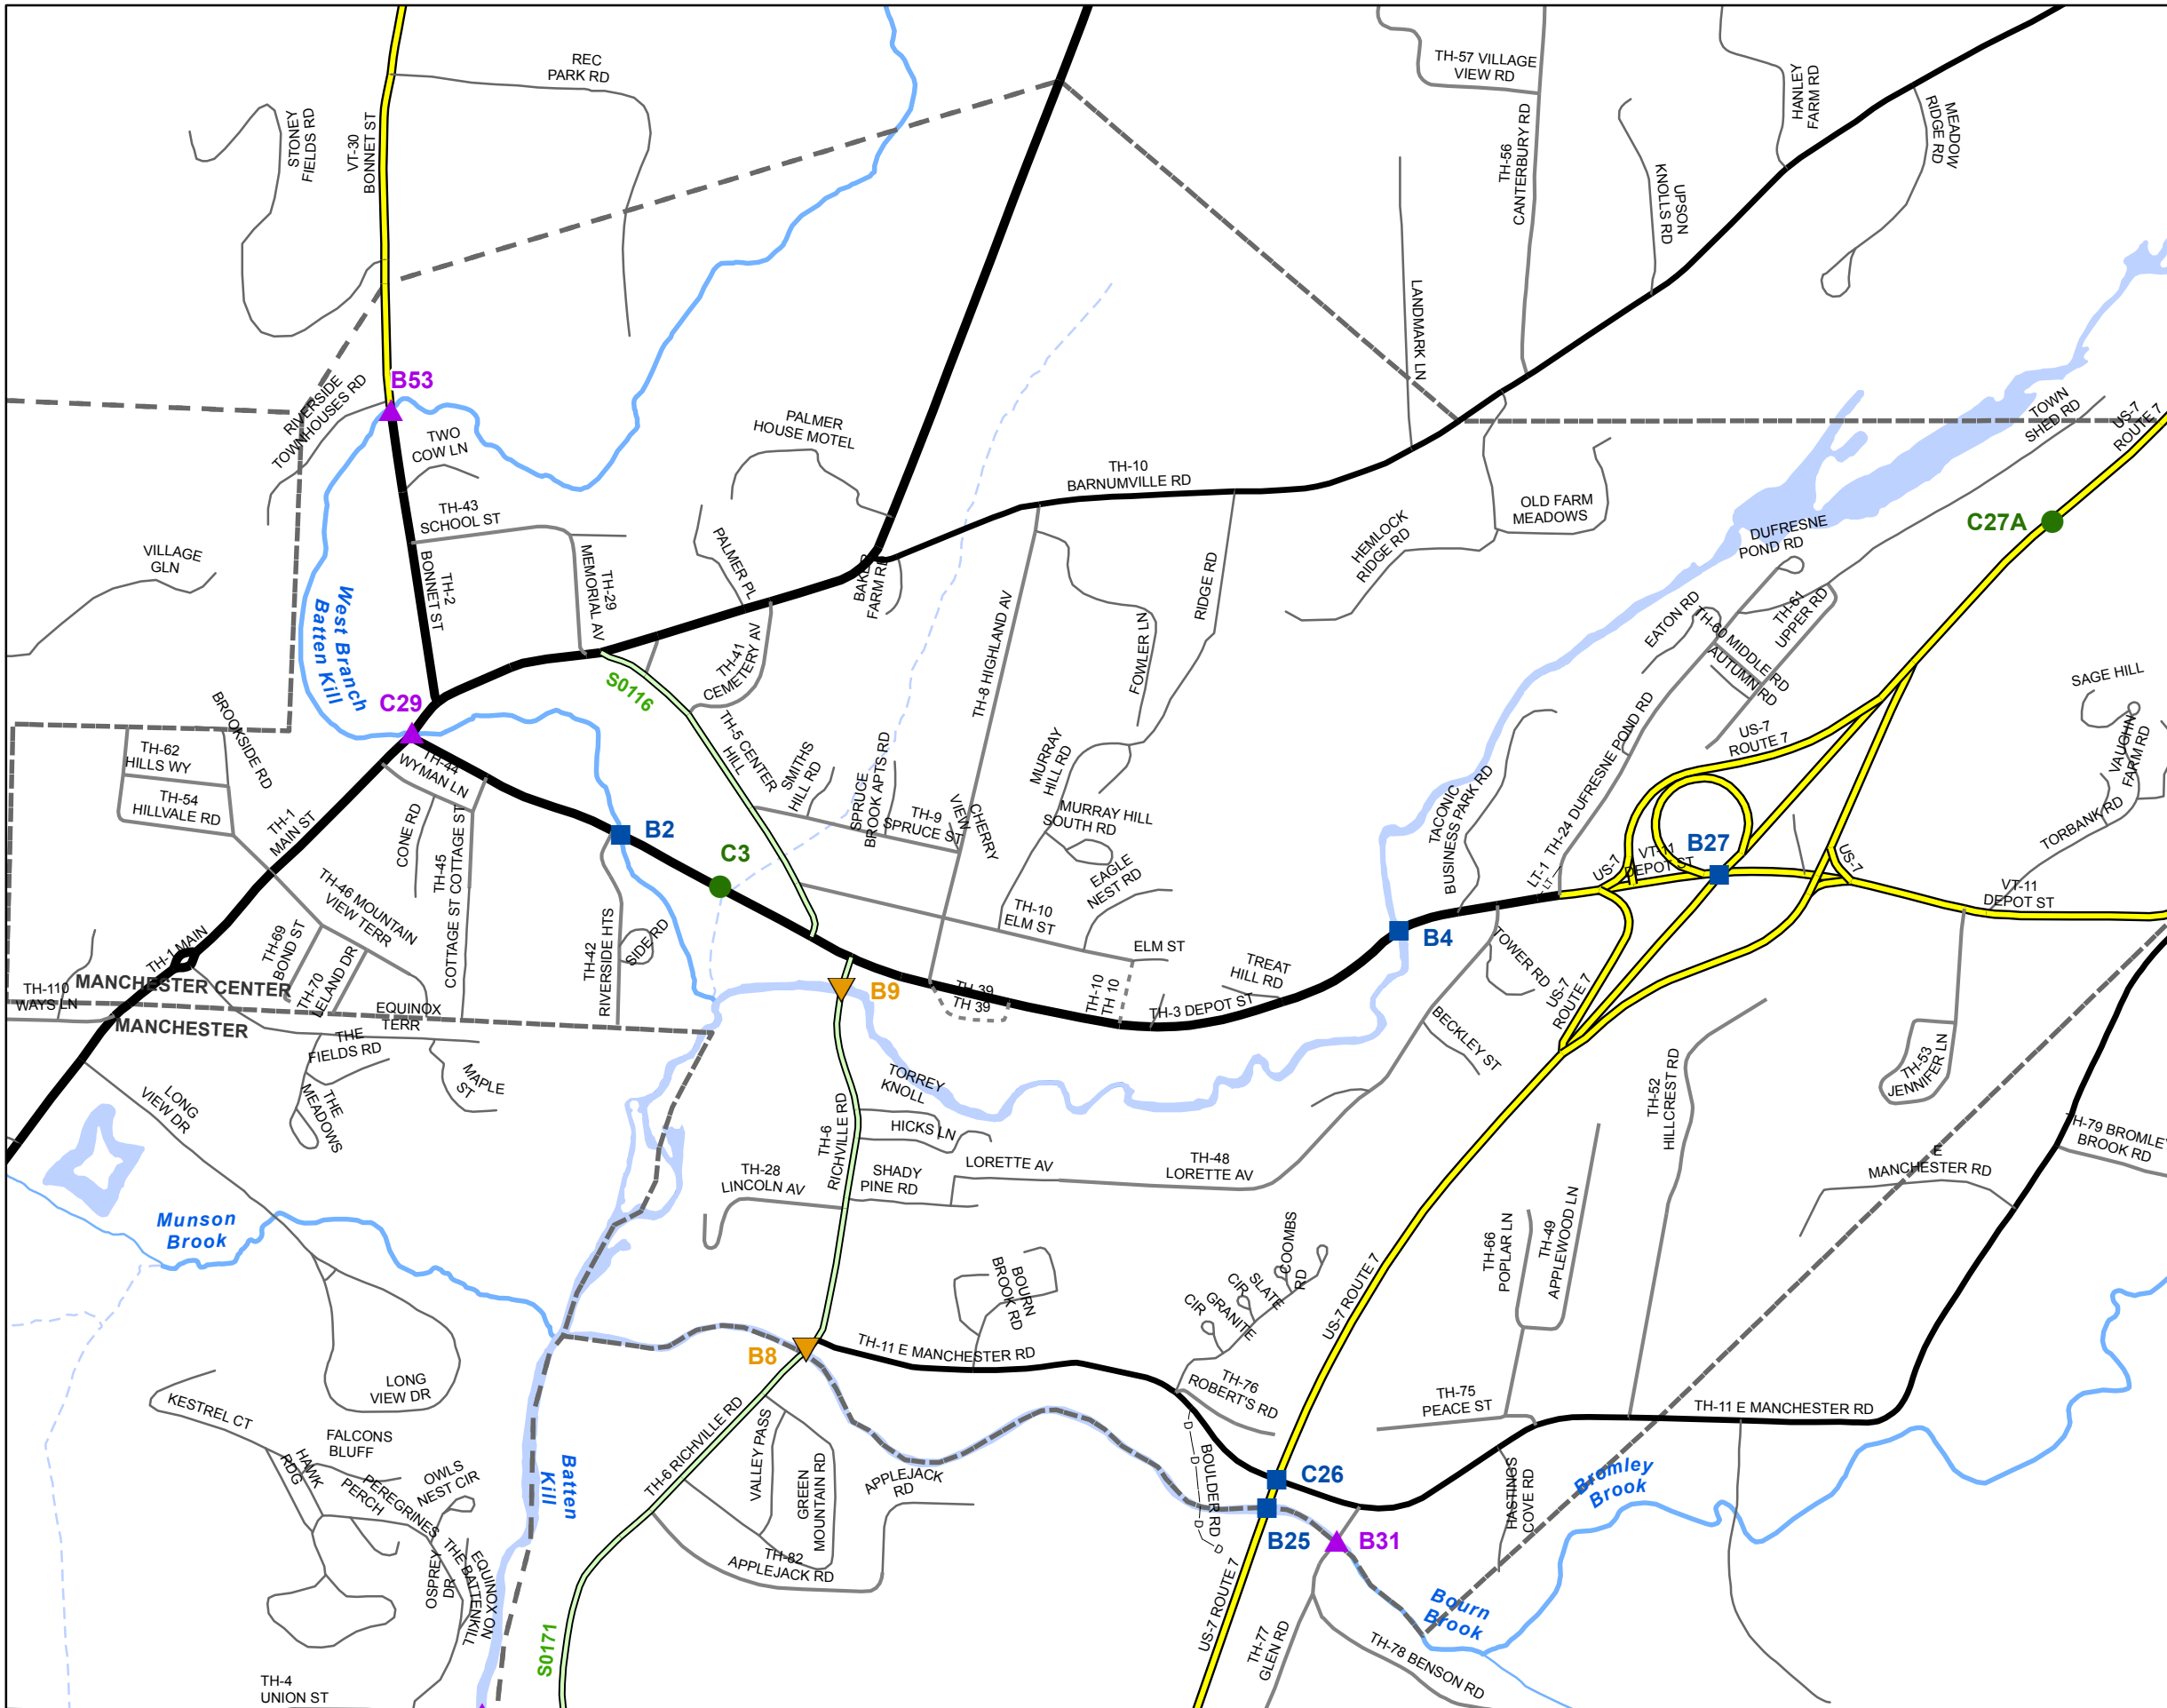 REC
PARK RD
STONEY
FIELDS RD
VT-30
BONNET ST
TH-57 VILLAGE
VIEW RD
TH-56
CANTERBURY RD
HANLEY
FARM RD
MEADOW
RIDGE RD
UPSON
KNOLLS RD
LANDMARK LN
B53
RIVERSIDE
TOWNHOUSES RD
TWO
COW LN
PALMER
HOUSE MOTEL
TH-10
BARNUMVILLE RD
OLD FARM
MEADOWS
HEMLOCK
RIDGE RD
TOWN
SHED RD
US-7
ROUTE 7
C27A
DUFRESNE
POND RD
TH-43
SCHOOL ST
TH-2
BONNET ST
TH-29
MEMORIAL AV
PALMER PL
BAKER
FARM RD
VILLAGE
GLN
West Branch
Batten Kill
TH-41
CEMETERY AV
S0116
TH-8 HIGHLAND AV
FOWLER LN
RIDGE RD
EATON RD
TH-61
UPPER RD
TH-60 MIDDLE RD
AUTUMN RD
SAGE HILL
VAUGHN
FARM RD
TORBANK RD
C29
BROOKSIDE RD
TH-62
HILLS WY
TH-54
HILLVALE RD
TH-44
WYMAN LN
CONE RD
TH-45
COTTAGE ST COTTAGE ST
TH-1
MAIN ST
B2
C3
TH-5 CENTER
HILL
SMITHS
HILL RD
SPRUCE
BROOK APTS RD
TH-9
SPRUCE ST
CHERRY
VIEW
MURRAY
HILL RD
MURRAY HILL
SOUTH RD
EAGLE
NEST RD
TACONIC
BUSINESS PARK RD
TH-24 DUFRESNE POND RD
US-7
ROUTE 7
US-7
VT-11
DEPOT ST
B27
US-7
LT-1
LT
VT-11
DEPOT ST
TH-46 MOUNTAIN
VIEW TERR
TH-69
BOND ST
TH-70
LELAND DR
TH-1 MAIN
MANCHESTER CENTER
MANCHESTER
TH-110
WAYS LN
EQUINOX
TERR
TH-42
RIVERSIDE HTS
SIDE RD
B9
TH-39
TH 39
TH-10
ELM ST
ELM ST
TH-10
TH 10
TH-3 DEPOT ST
TREAT
HILL RD
B4
TOWER RD
US-7
ROUTE 7
BECKLEY ST
TH-52
HILLCREST RD
TH-53
JENNIFER LN
TH-79 BROMLEY
BROOK RD
E
MANCHESTER RD
THE
FIELDS RD
THE
MEADOWS
MAPLE
ST
LONG
VIEW DR
TORREY
KNOLL
HICKS LN
TH-6
RICHVILLE RD
TH-28
LINCOLN AV
SHADY
PINE RD
LORETTE AV
TH-48
LORETTE AV
Munson
Brook
BOURN
BROOK RD
COOMBS
RD
SLATE
CIR
GRANITE
CIR
US-7 ROUTE 7
TH-66
POPLAR LN
TH-49
APPLEWOOD LN
B8
TH-11 E MANCHESTER RD
TH-76
ROBERT'S RD
TH-75
PEACE ST
TH-11 E MANCHESTER RD
LONG
VIEW DR
KESTREL CT
FALCONS
BLUFF
HAWK
RDG
PEREGRINES
PERCH
OWLS
NEST CIR
OSPREY
DR
EQUINOX ON
THE BATTENKILL
Batten
Kill
TH-6 RICHVILLE RD
VALLEY PASS
GREEN
MOUNTAIN RD
APPLEJACK
RD
TH-82
APPLEJACK RD
D
D
D
D
BOULDER RD
C26
B25
B31
HASTINGS
COVE RD
Bromley
Brook
Bourn
Brook
US-7 ROUTE 7
TH-77
GLEN RD
TH-78 BENSON RD
S0171
TH-4
UNION ST